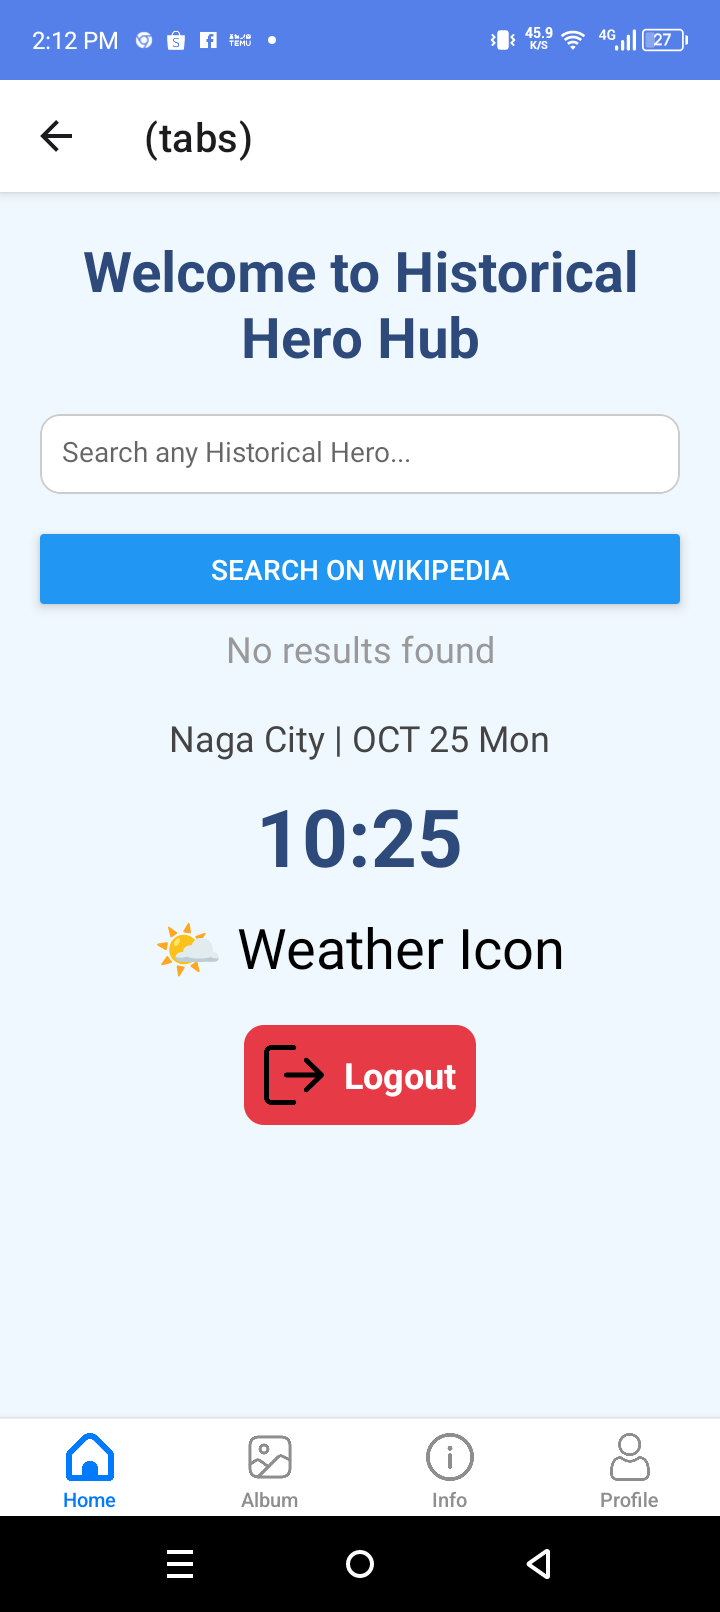 2:12 PM
45.9
K/S
4G
27
(tabs)
Welcome to Historical
Hero Hub
Search any Historical Hero...
SEARCH ON WIKIPEDIA
No results found
Naga City | OCT 25 Mon
10:25
Weather Icon
Logout
Home
Album
Info
Profile